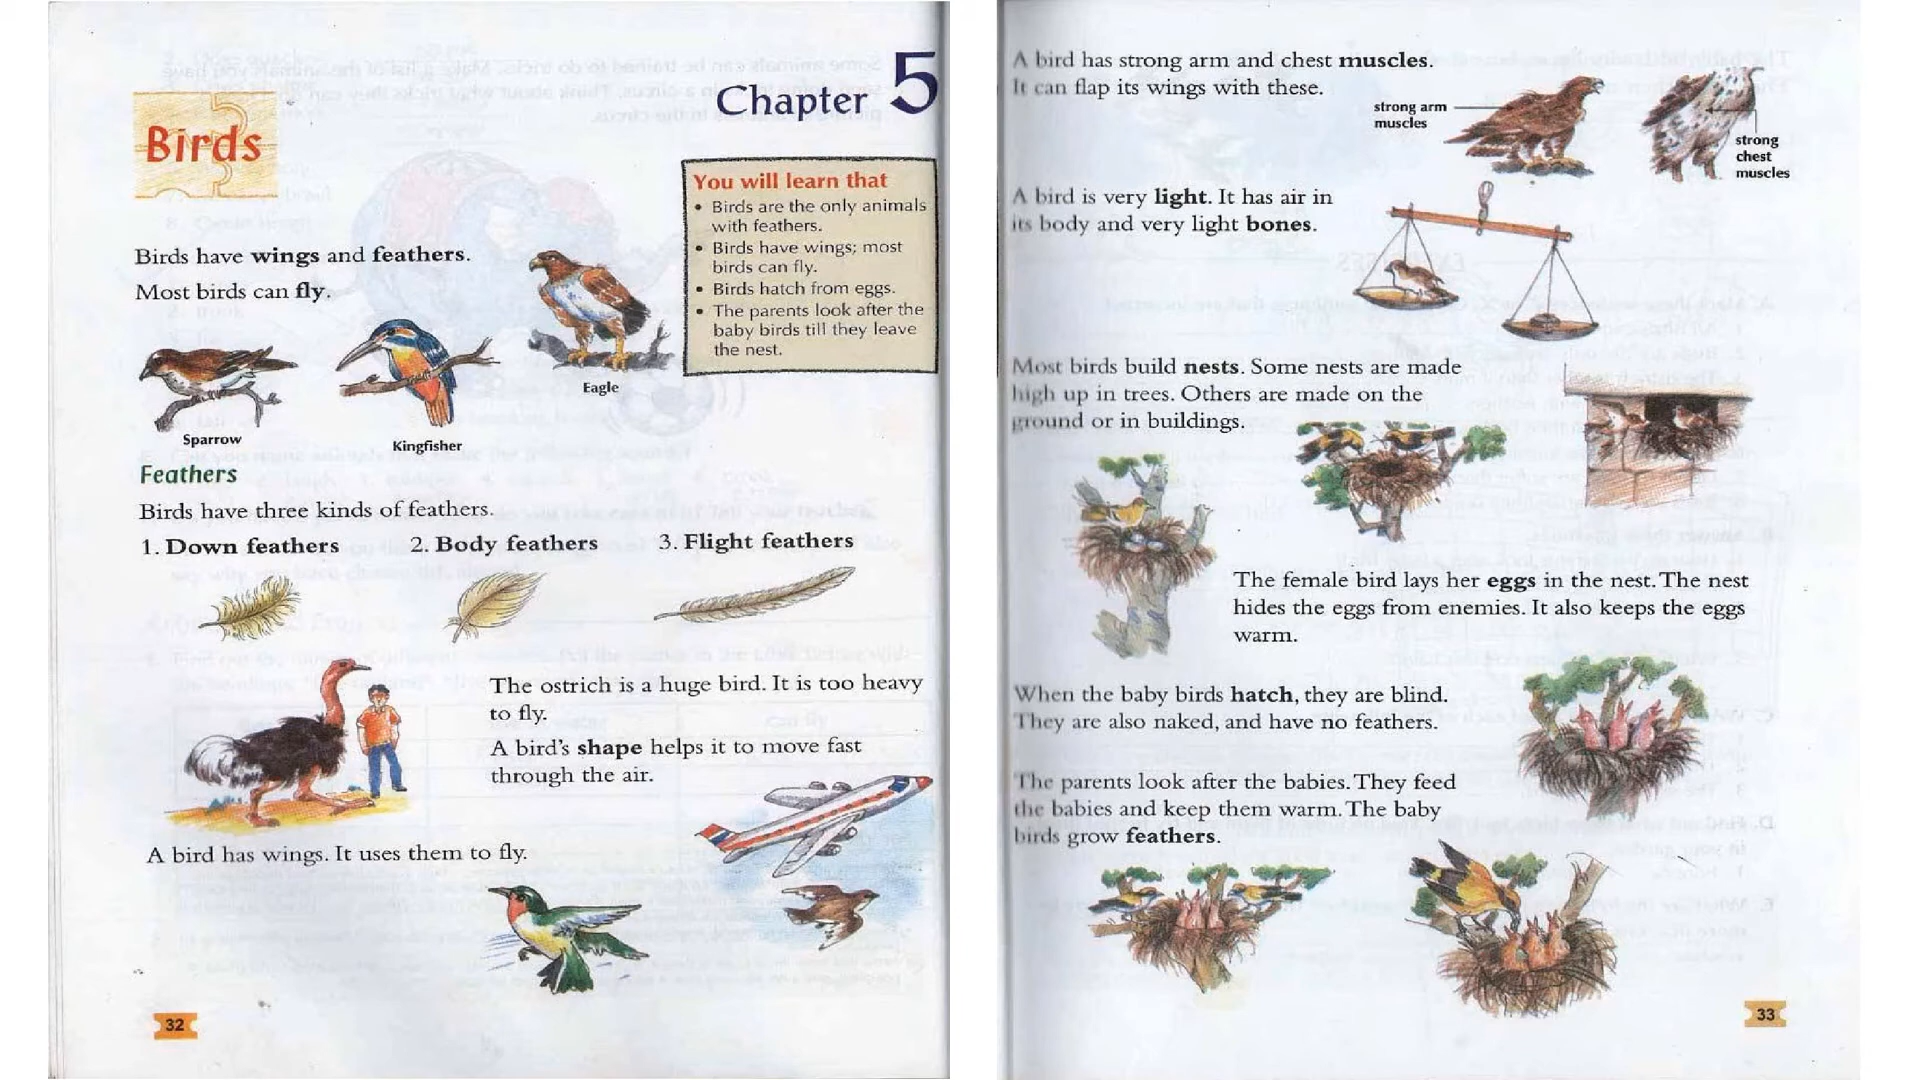 Chapter 5
Birds
You will learn that
• Birds are the only animals
with feathers.
• Birds have wings; most
birds can fly.
• Birds hatch from eggs.
• The parents look after the
baby birds till they leave
the nest.
Birds have wings and feathers.
Most birds can fly.
Sparrow
Kingfisher
Eagle
Feathers
Birds have three kinds of feathers.
1. Down feathers 2. Body feathers 3. Flight feathers
The ostrich is a huge bird. It is too heavy
to fly.
A bird's shape helps it to move fast
through the air.
A bird has wings. It uses them to fly.
32
A bird has strong arm and chest muscles.
It can flap its wings with these.
strong arm
muscles
strong
chest
muscles
A bird is very light. It has air in
its body and very light bones.
Most birds build nests. Some nests are made
high up in trees. Others are made on the
ground or in buildings.
The female bird lays her eggs in the nest. The nest
hides the eggs from enemies. It also keeps the eggs
warm.
When the baby birds hatch, they are blind.
They are also naked, and have no feathers.
The parents look after the babies. They feed
the babies and keep them warm. The baby
birds grow feathers.
33